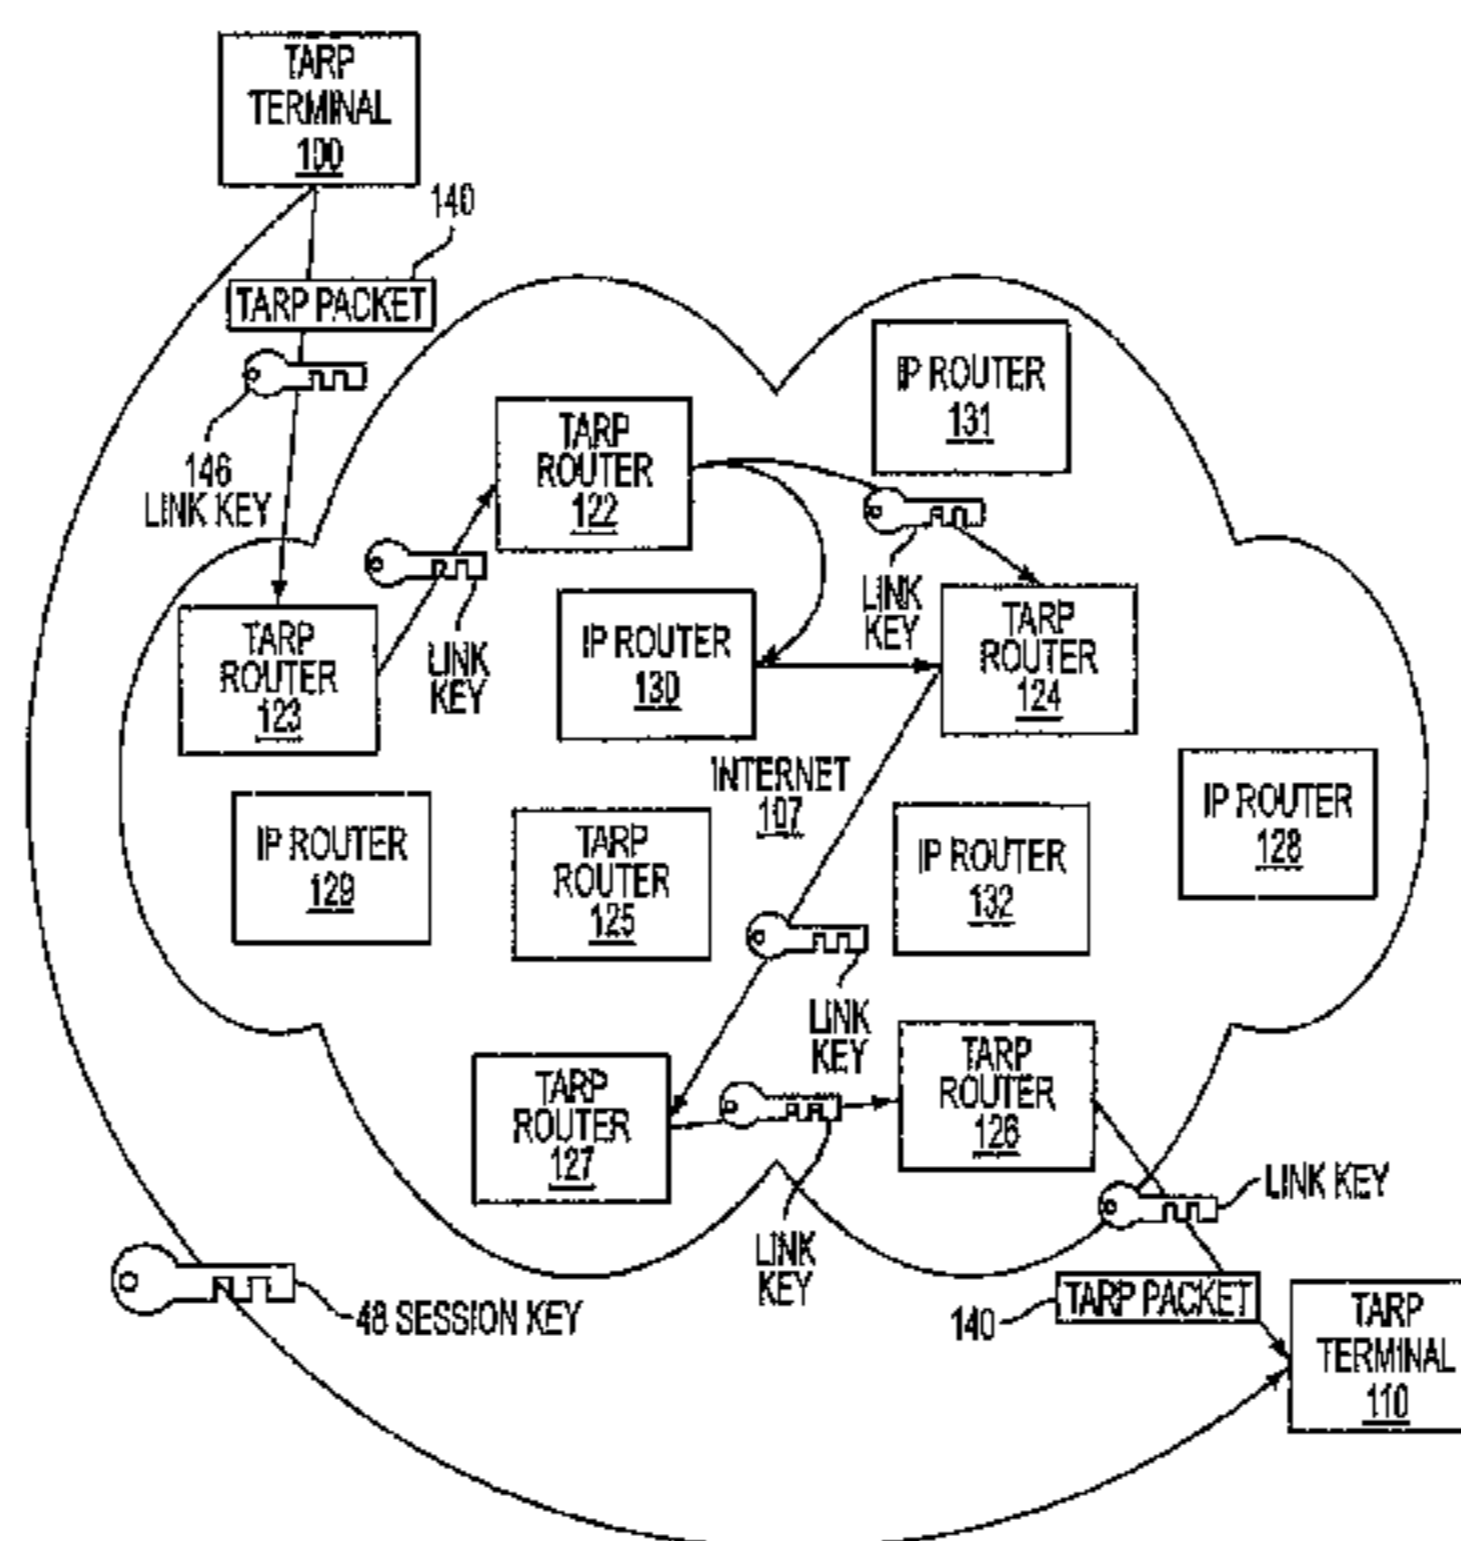 TARP
TERMINAL
100
140
TARP PACKET
146
LINK KEY
IP ROUTER
131
TARP
ROUTER
122
LINK
KEY
LINK
KEY
TARP
ROUTER
123
IP ROUTER
130
TARP
ROUTER
124
INTERNET
107
IP ROUTER
129
TARP
ROUTER
125
IP ROUTER
132
IP ROUTER
128
LINK
KEY
TARP
ROUTER
127
TARP
ROUTER
126
LINK
KEY
LINK KEY
48 SESSION KEY
140
TARP PACKET
TARP
TERMINAL
110